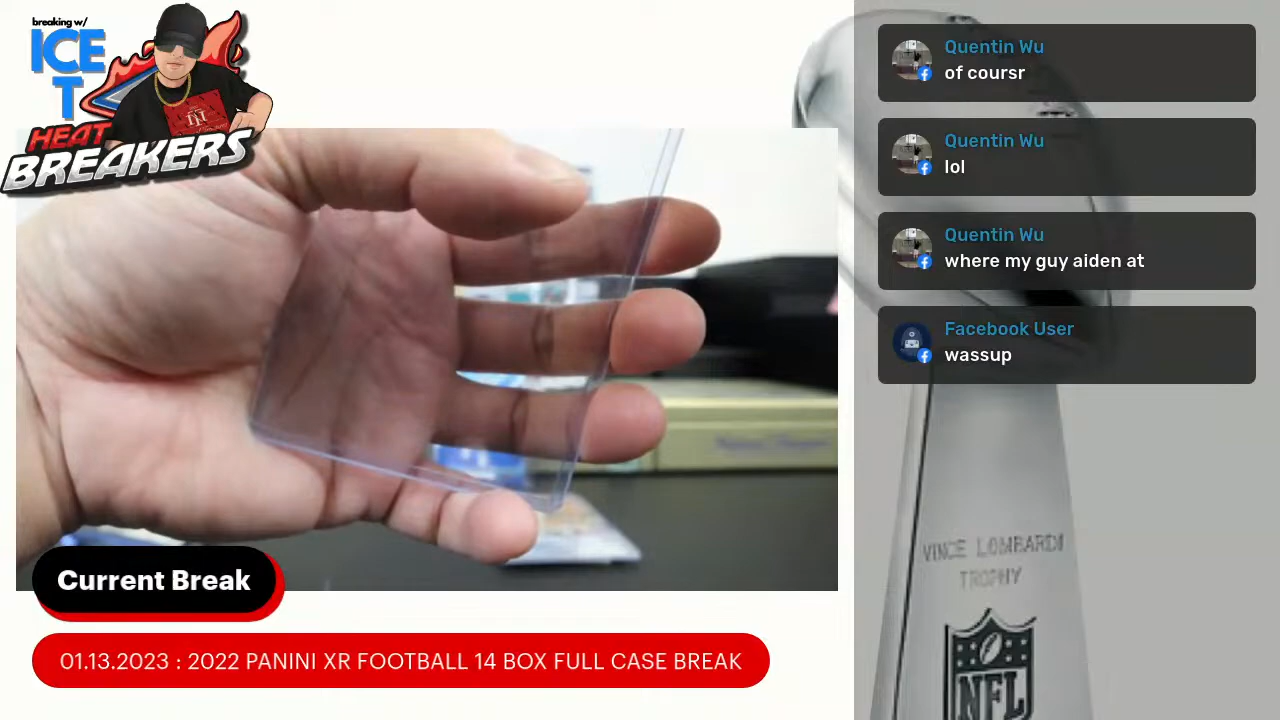 breaking w/
ICE
T
HEAT
BREAKERS
Quentin Wu
of coursr
Quentin Wu
lol
Quentin Wu
where my guy aiden at
Facebook User
wassup
VINCE LOMBARDI
TROPHY
NFL
Current Break
01.13.2023 : 2022 PANINI XR FOOTBALL 14 BOX FULL CASE BREAK